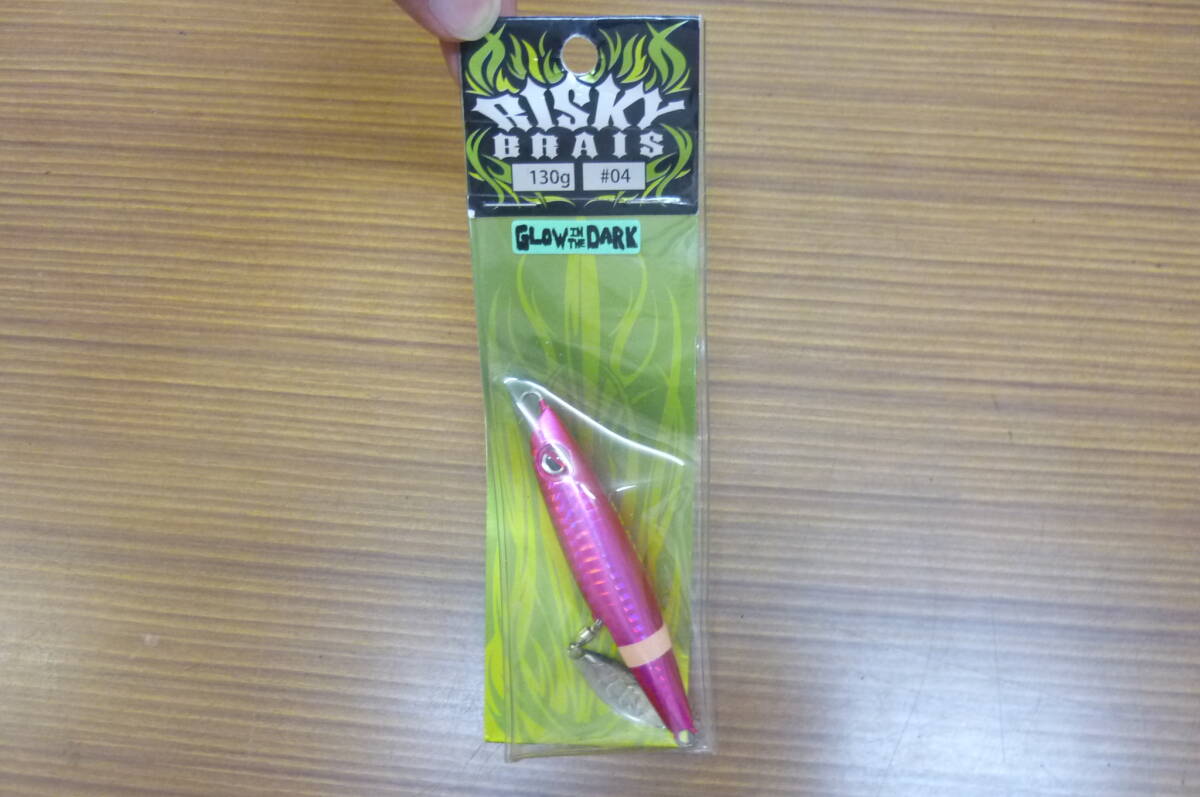 RISKY
BRAIS
130g #04
GLOW IN THE DARK